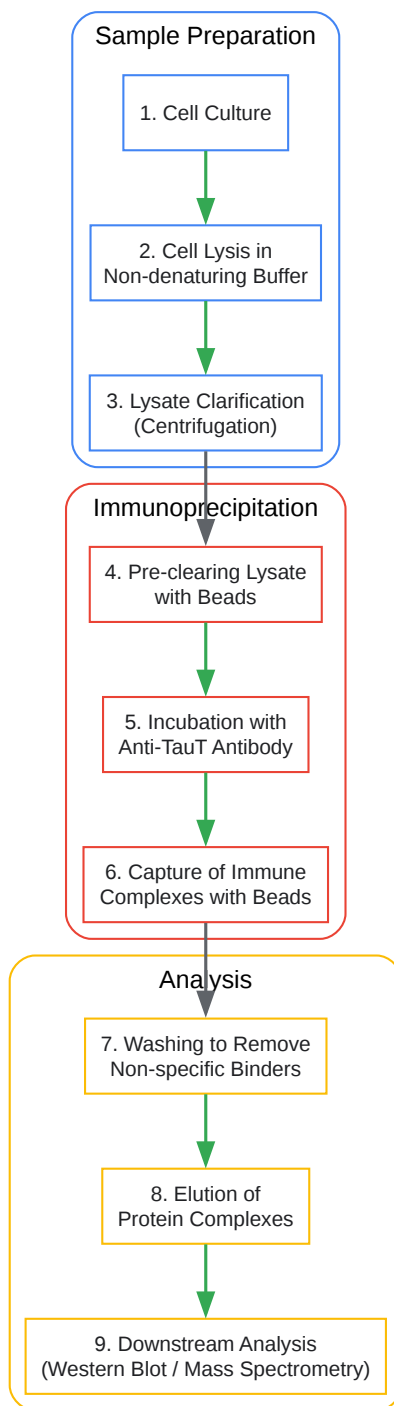 Sample Preparation
1. Cell Culture
2. Cell Lysis in
Non-denaturing Buffer
3. Lysate Clarification
(Centrifugation)
Immunoprecipitation
4. Pre-clearing Lysate
with Beads
5. Incubation with
Anti-TauT Antibody
6. Capture of Immune
Complexes with Beads
Analysis
7. Washing to Remove
Non-specific Binders
8. Elution of
Protein Complexes
9. Downstream Analysis
(Western Blot / Mass Spectrometry)